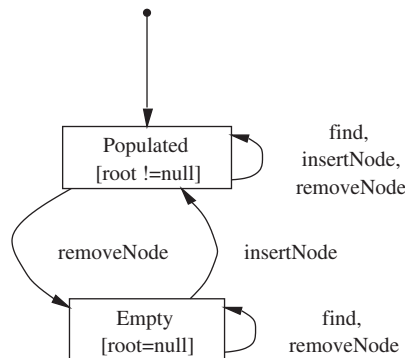 Populated
[root !=null]
find,
insertNode,
removeNode
removeNode
insertNode
Empty
[root=null]
find,
removeNode